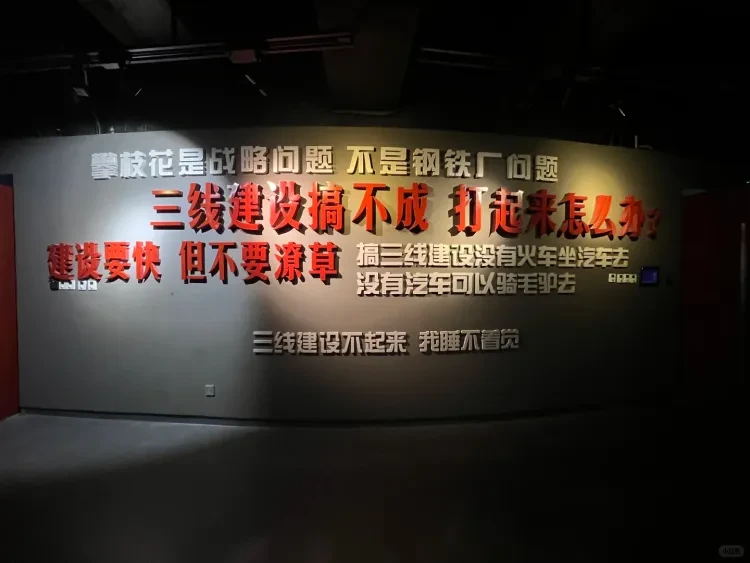 攀枝花是战略问题 不是钢铁厂问题
三线建设搞不成 打起来怎么办?
建设要快 但不要潦草
搞三线建设没有火车坐汽车去
没有汽车可以骑毛驴去
三线建设不起来 我睡不着觉
小红书